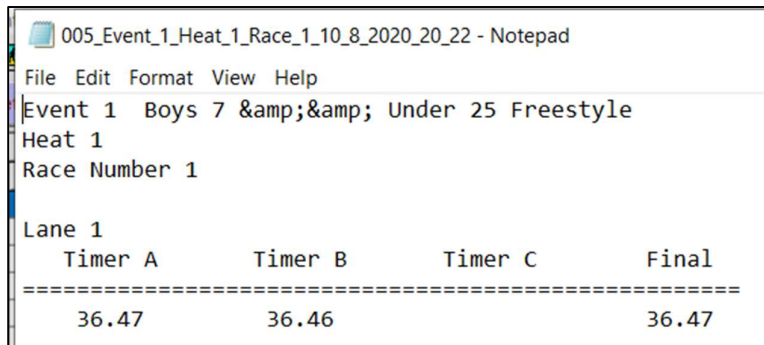 005_Event_1_Heat_1_Race_1_10_8_2020_20_22 - Notepad
File Edit Format View Help
Event 1  Boys 7 &amp;&amp; Under 25 Freestyle
Heat 1
Race Number 1

Lane 1
   Timer A       Timer B       Timer C        Final
=====================================================
    36.47         36.46                       36.47